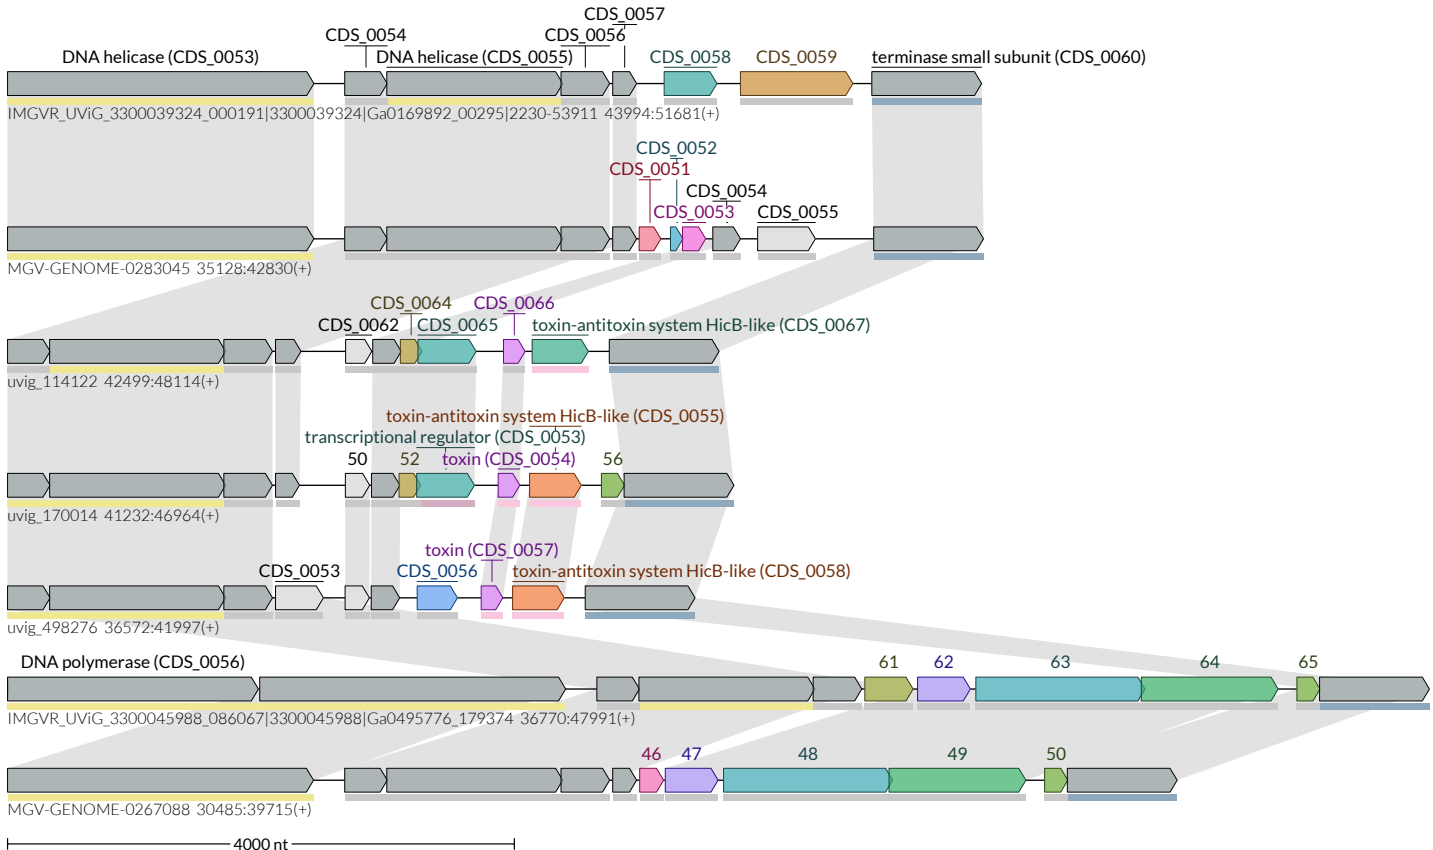 CDS_0057
CDS_0054
CDS_0056
DNA helicase (CDS_0053)
DNA helicase (CDS_0055)
CDS_0058
CDS_0059
terminase small subunit (CDS_0060)
IMGVR_UViG_3300039324_000191|3300039324|Ga0169892_00295|2230-53911 43994:51681(+)
CDS_0052
CDS_0051
CDS_0054
CDS_0053
CDS_0055
MGV-GENOME-0283045 35128:42830(+)
CDS_0064
CDS_0066
CDS_0062
CDS_0065
toxin-antitoxin system HicB-like (CDS_0067)
uvig_114122 42499:48114(+)
toxin-antitoxin system HicB-like (CDS_0055)
transcriptional regulator (CDS_0053)
50
52
toxin (CDS_0054)
56
uvig_170014 41232:46964(+)
toxin (CDS_0057)
CDS_0053
CDS_0056
toxin-antitoxin system HicB-like (CDS_0058)
uvig_498276 36572:41997(+)
DNA polymerase (CDS_0056)
61
62
63
64
65
IMGVR_UViG_3300045988_086067|3300045988|Ga0495776_179374 36770:47991(+)
46
47
48
49
50
MGV-GENOME-0267088 30485:39715(+)
4000 nt